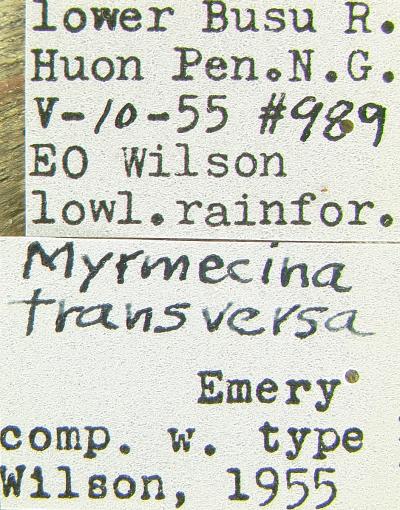 lower Busu R.
Huon Pen.N.G.
V-10-55 #989
EO Wilson
lowl.rainfor.
Myrmecina
transversa
Emery
comp. w. type
Wilson, 1955